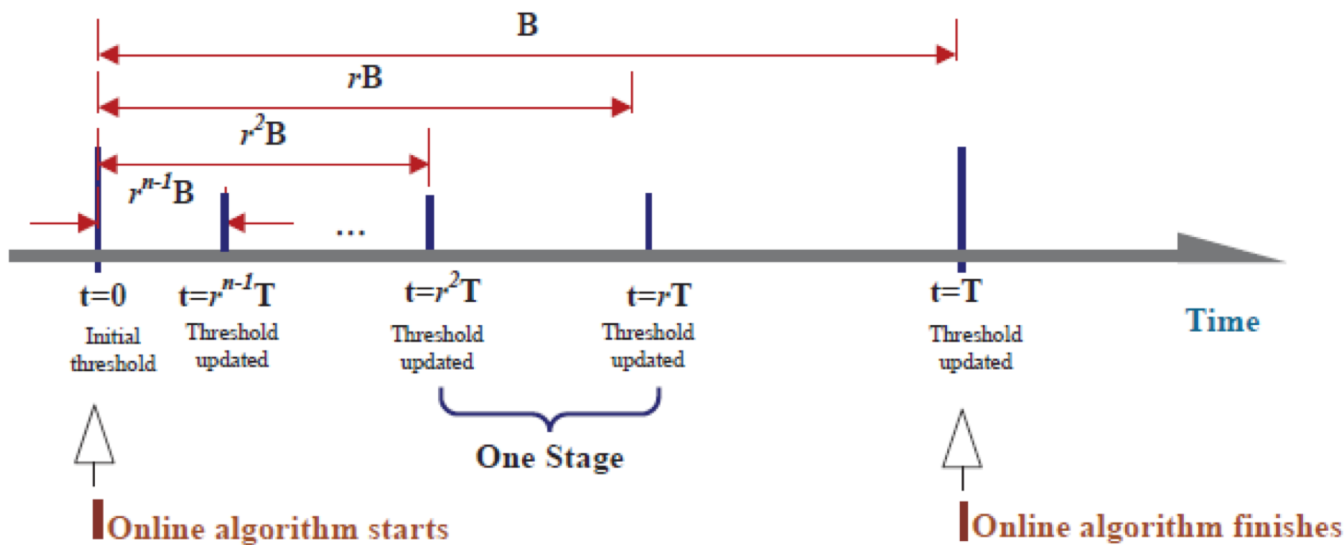 B
rB
r²B
rⁿ⁻¹B
...
t=0 t=rⁿ⁻¹T t=r²T t=rT t=T
Initial threshold
Threshold updated
Threshold updated
Threshold updated
Threshold updated
Time
One Stage
Online algorithm starts
Online algorithm finishes